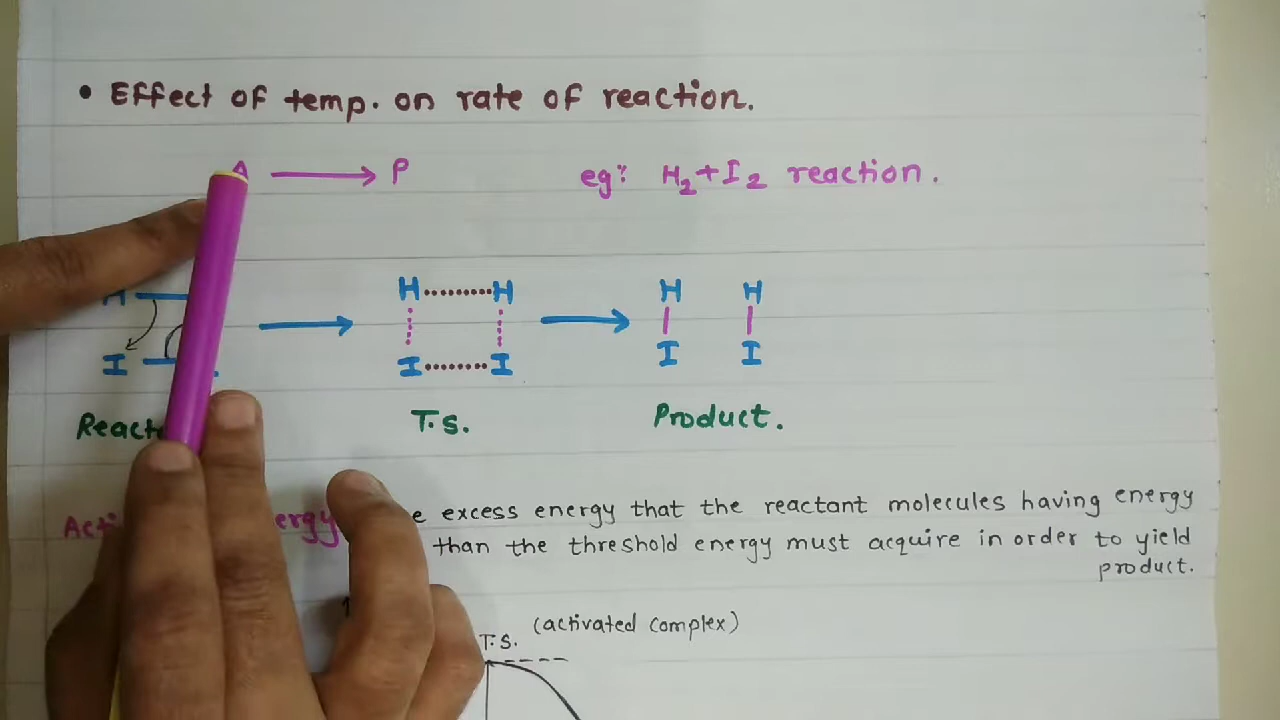 • Effect of temp. on rate of reaction.
A → P eg: H2+I2 reaction.
H H.........H H H
I I........I I I
T.S. Product.
excess energy that the reactant molecules having energy
than the threshold energy must acquire in order to yield
product.
(activated complex)
T.S.